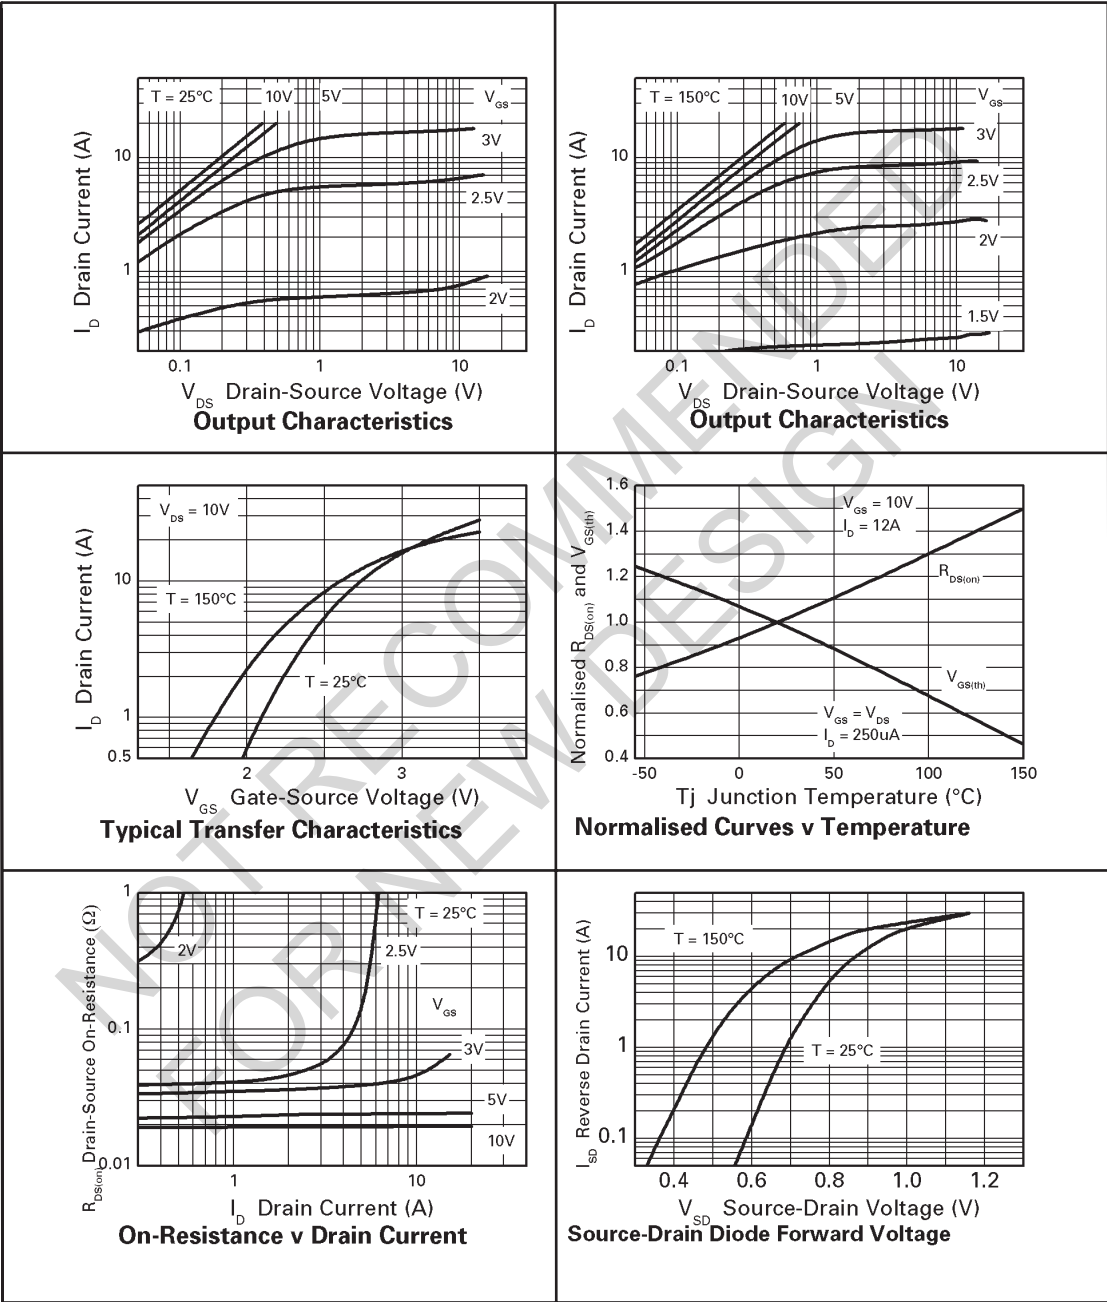 T = 25°C 10V 5V VGS
3V
2.5V
2V
10
1
0.1 1 10
ID Drain Current (A)
VDS Drain-Source Voltage (V)
Output Characteristics
T = 150°C 10V 5V VGS
3V
2.5V
2V
1.5V
10
1
0.1 1 10
ID Drain Current (A)
VDS Drain-Source Voltage (V)
Output Characteristics
VDS = 10V
T = 150°C
T = 25°C
10
1
0.5
2 3
ID Drain Current (A)
VGS Gate-Source Voltage (V)
Typical Transfer Characteristics
1.6
1.4
1.2
1.0
0.8
0.6
0.4
VGS = 10V
ID = 12A
RDS(on)
VGS(th)
VGS = VDS
ID = 250uA
-50 0 50 100 150
Normalised RDS(on) and VGS(th)
Tj Junction Temperature (°C)
Normalised Curves v Temperature
1
0.1
0.01
T = 25°C
2V 2.5V
VGS
3V
5V
10V
1 10
RDS(on) Drain-Source On-Resistance (Ω)
ID Drain Current (A)
On-Resistance v Drain Current
T = 150°C
T = 25°C
10
1
0.1
0.4 0.6 0.8 1.0 1.2
ISD Reverse Drain Current (A)
VSD Source-Drain Voltage (V)
Source-Drain Diode Forward Voltage
NOT RECOMMENDED
FOR NEW DESIGN